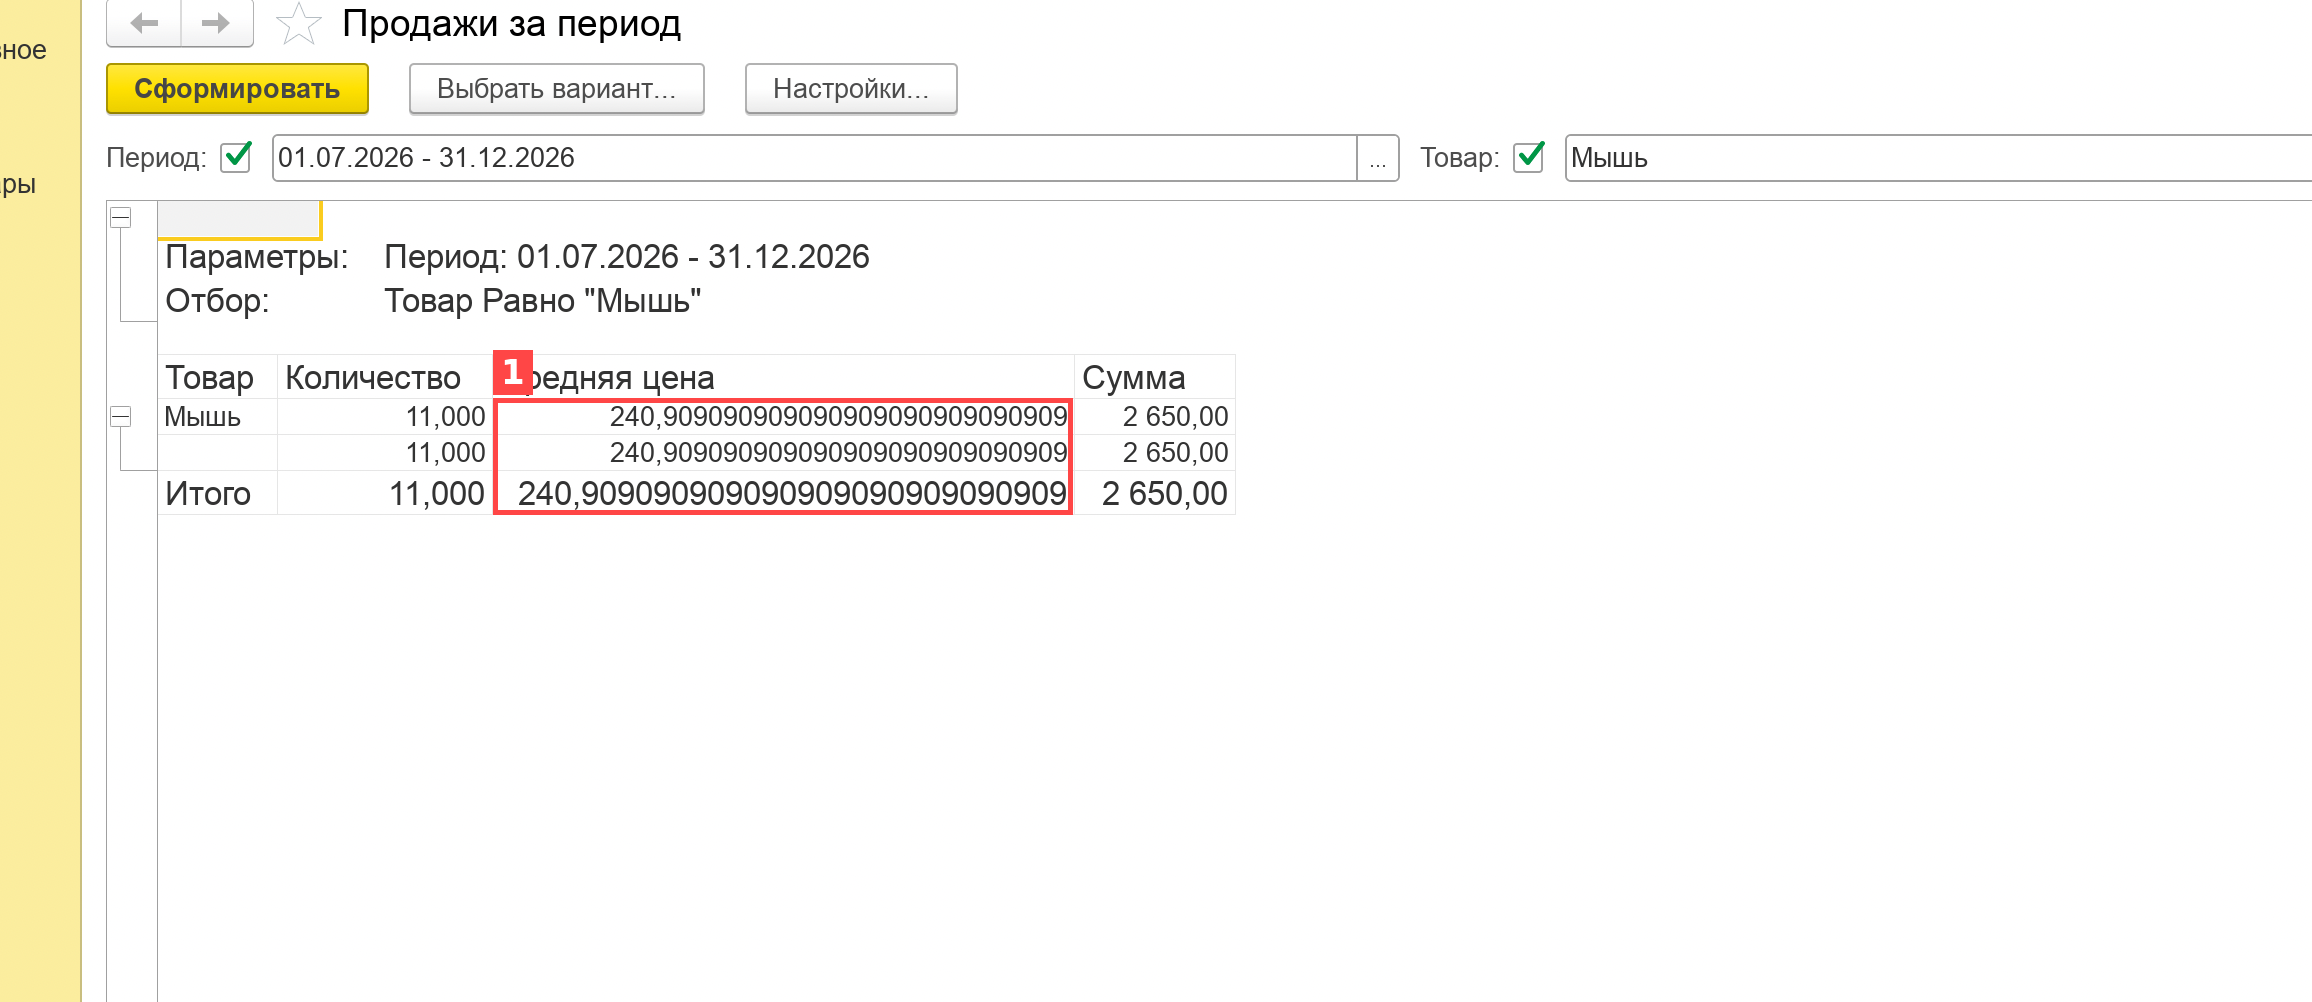 Продажи за период
вное
Сформировать
Выбрать вариант...
Настройки...
Период:
01.07.2026 - 31.12.2026
...
Товар:
Мышь
ары
Параметры: Период: 01.07.2026 - 31.12.2026
Отбор: Товар Равно "Мышь"
Товар Количество 1 редняя цена Сумма
Мышь 11,000 240,909090909090909090909090909 2 650,00
11,000 240,909090909090909090909090909 2 650,00
Итого 11,000 240,909090909090909090909090909 2 650,00